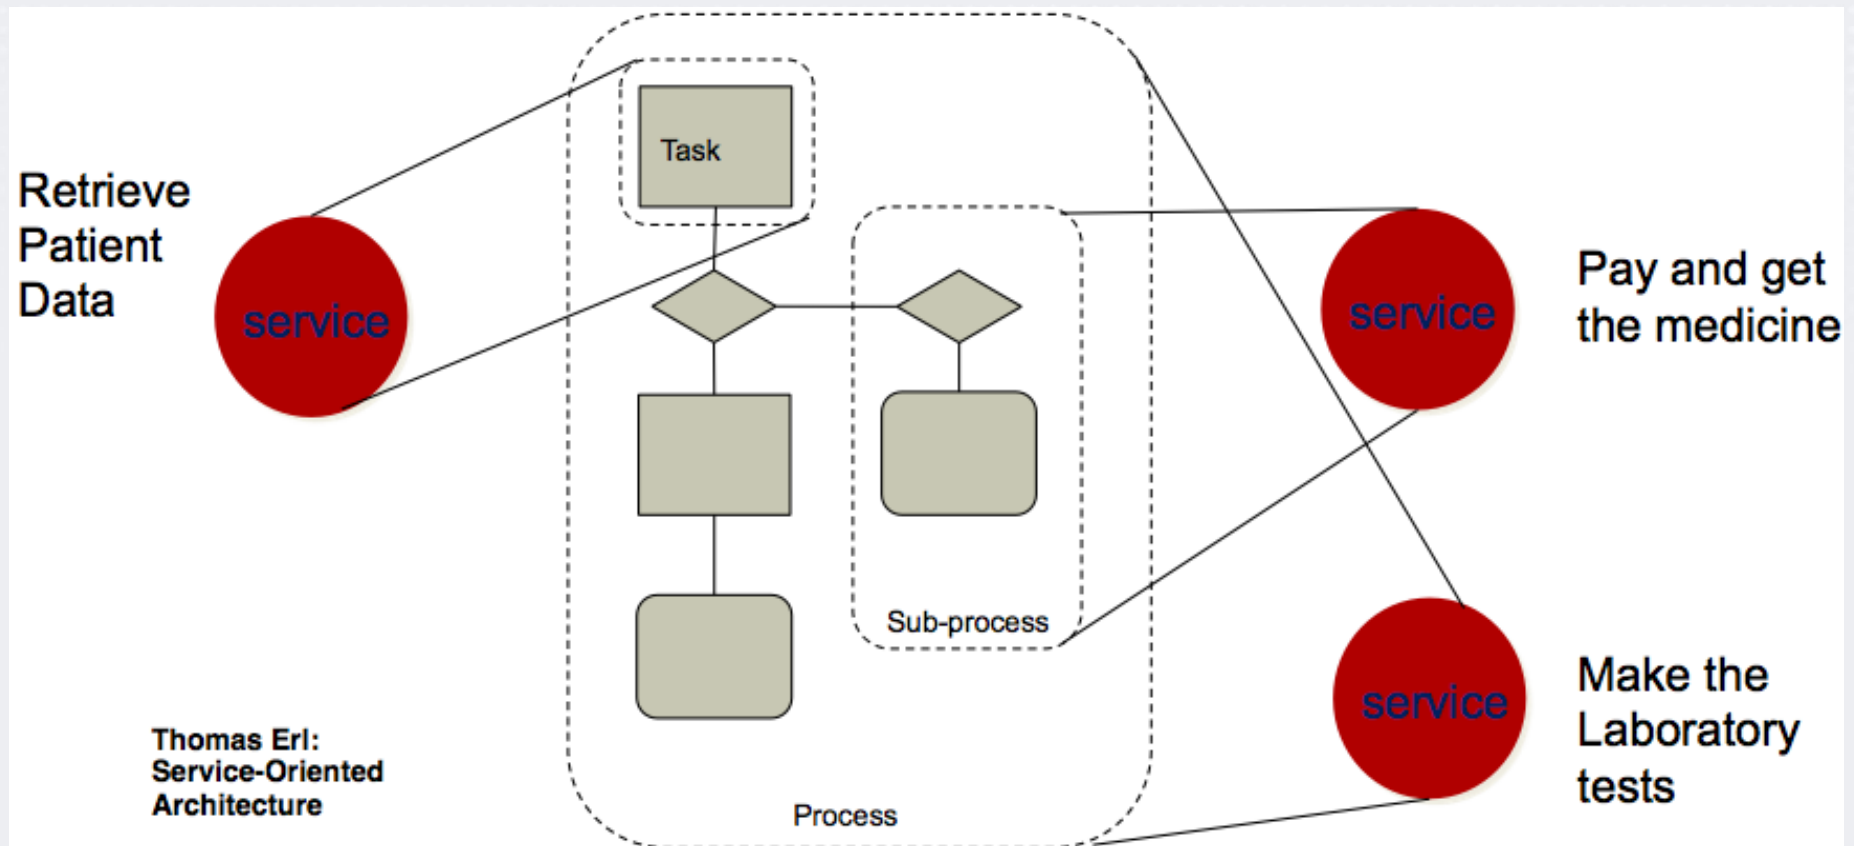 Retrieve
Patient
Data
service
Task
Sub-process
Process
service
Pay and get
the medicine
service
Make the
Laboratory
tests
Thomas Erl:
Service-Oriented
Architecture